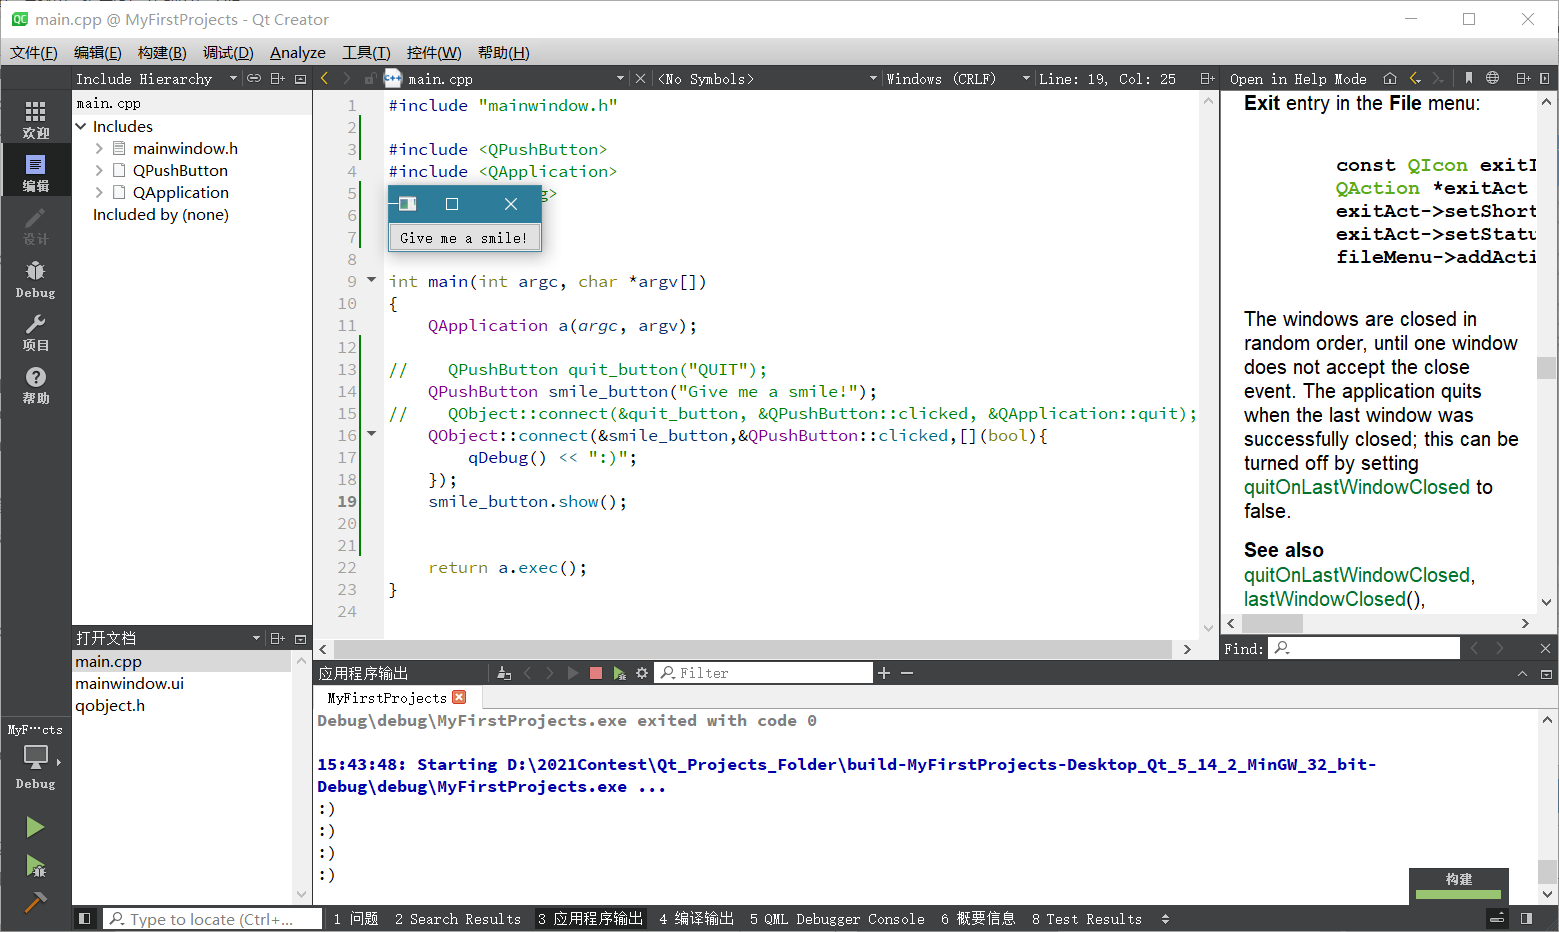 main.cpp @ MyFirstProjects - Qt Creator
文件(F) 编辑(E) 构建(B) 调试(D) Analyze 工具(T) 控件(W) 帮助(H)
Include Hierarchy
main.cpp
<No Symbols>
Windows (CRLF)
Line: 19, Col: 25
Open in Help Mode
欢迎
编辑
设计
Debug
项目
帮助
MyF···cts
Debug
main.cpp
Includes
mainwindow.h
QPushButton
QApplication
Included by (none)
打开文档
main.cpp
mainwindow.ui
qobject.h
1 #include "mainwindow.h"
2
3 #include <QPushButton>
4 #include <QApplication>
5 g>
6
7
Give me a smile!
8
9 int main(int argc, char *argv[])
10 {
11 QApplication a(argc, argv);
12
13 // QPushButton quit_button("QUIT");
14 QPushButton smile_button("Give me a smile!");
15 // QObject::connect(&quit_button, &QPushButton::clicked, &QApplication::quit);
16 QObject::connect(&smile_button,&QPushButton::clicked,[](bool){
17 qDebug() << ":)";
18 });
19 smile_button.show();
20
21
22 return a.exec();
23 }
24
Exit entry in the File menu:
const QIcon exitI
QAction *exitAct
exitAct->setShort
exitAct->setStatu
fileMenu->addActi
The windows are closed in
random order, until one window
does not accept the close
event. The application quits
when the last window was
successfully closed; this can be
turned off by setting
quitOnLastWindowClosed to
false.
See also
quitOnLastWindowClosed,
lastWindowClosed(),
Find:
应用程序输出
Filter
MyFirstProjects
Debug\debug\MyFirstProjects.exe exited with code 0
15:43:48: Starting D:\2021Contest\Qt_Projects_Folder\build-MyFirstProjects-Desktop_Qt_5_14_2_MinGW_32_bit-
Debug\debug\MyFirstProjects.exe ...
:)
:)
:)
:)
构建
Type to locate (Ctrl+...
1 问题 2 Search Results 3 应用程序输出 4 编译输出 5 QML Debugger Console 6 概要信息 8 Test Results